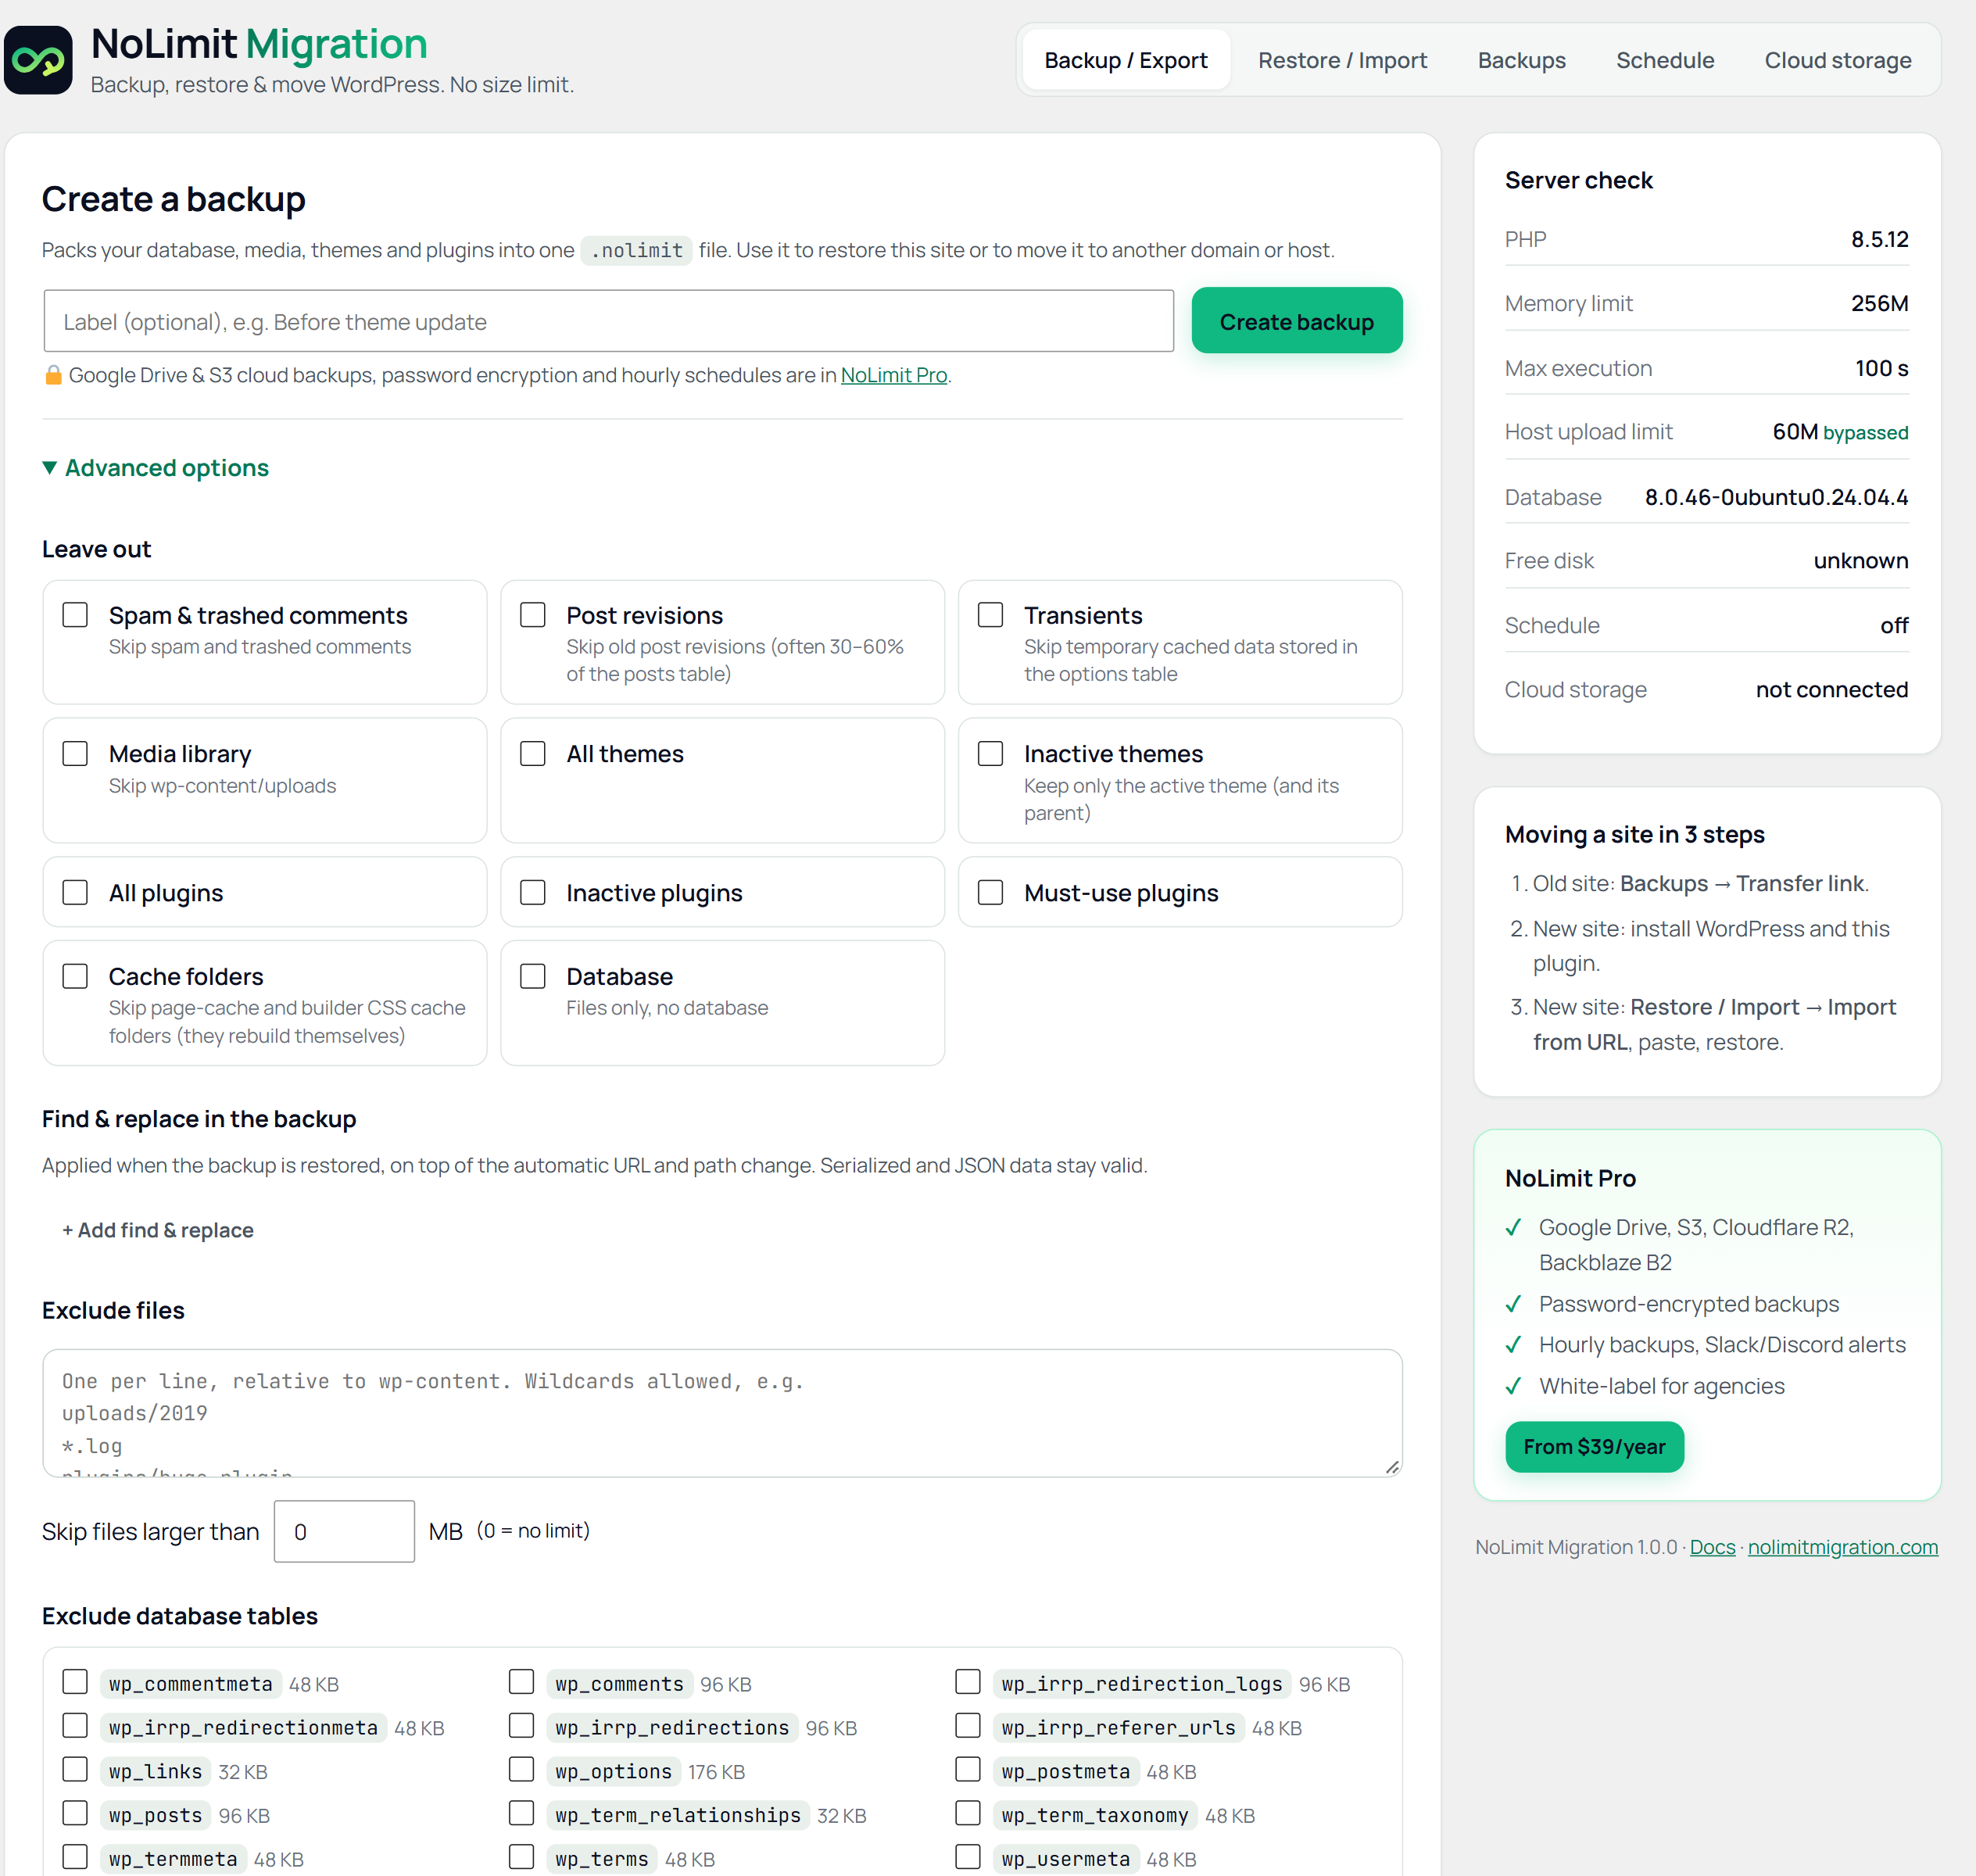 NoLimit Migration
Backup, restore & move WordPress. No size limit.
Backup / Export
Restore / Import
Backups
Schedule
Cloud storage
Create a backup
Packs your database, media, themes and plugins into one .nolimit file. Use it to restore this site or to move it to another domain or host.
Label (optional), e.g. Before theme update
Create backup
🔒 Google Drive & S3 cloud backups, password encryption and hourly schedules are in NoLimit Pro.
▼ Advanced options
Leave out
Spam & trashed comments
Skip spam and trashed comments
Post revisions
Skip old post revisions (often 30–60%
of the posts table)
Transients
Skip temporary cached data stored in
the options table
Media library
Skip wp-content/uploads
All themes
Inactive themes
Keep only the active theme (and its
parent)
All plugins
Inactive plugins
Must-use plugins
Cache folders
Skip page-cache and builder CSS cache
folders (they rebuild themselves)
Database
Files only, no database
Find & replace in the backup
Applied when the backup is restored, on top of the automatic URL and path change. Serialized and JSON data stay valid.
+ Add find & replace
Exclude files
One per line, relative to wp-content. Wildcards allowed, e.g.
uploads/2019
*.log
plugins/huge-plugin
Skip files larger than 0 MB (0 = no limit)
Exclude database tables
wp_commentmeta 48 KB
wp_comments 96 KB
wp_irrp_redirection_logs 96 KB
wp_irrp_redirectionmeta 48 KB
wp_irrp_redirections 96 KB
wp_irrp_referer_urls 48 KB
wp_links 32 KB
wp_options 176 KB
wp_postmeta 48 KB
wp_posts 96 KB
wp_term_relationships 32 KB
wp_term_taxonomy 48 KB
wp_termmeta 48 KB
wp_terms 48 KB
wp_usermeta 48 KB
Server check
PHP 8.5.12
Memory limit 256M
Max execution 100 s
Host upload limit 60M bypassed
Database 8.0.46-0ubuntu0.24.04.4
Free disk unknown
Schedule off
Cloud storage not connected
Moving a site in 3 steps
1. Old site: Backups → Transfer link.
2. New site: install WordPress and this
plugin.
3. New site: Restore / Import → Import
from URL, paste, restore.
NoLimit Pro
✓ Google Drive, S3, Cloudflare R2,
Backblaze B2
✓ Password-encrypted backups
✓ Hourly backups, Slack/Discord alerts
✓ White-label for agencies
From $39/year
NoLimit Migration 1.0.0 · Docs · nolimitmigration.com